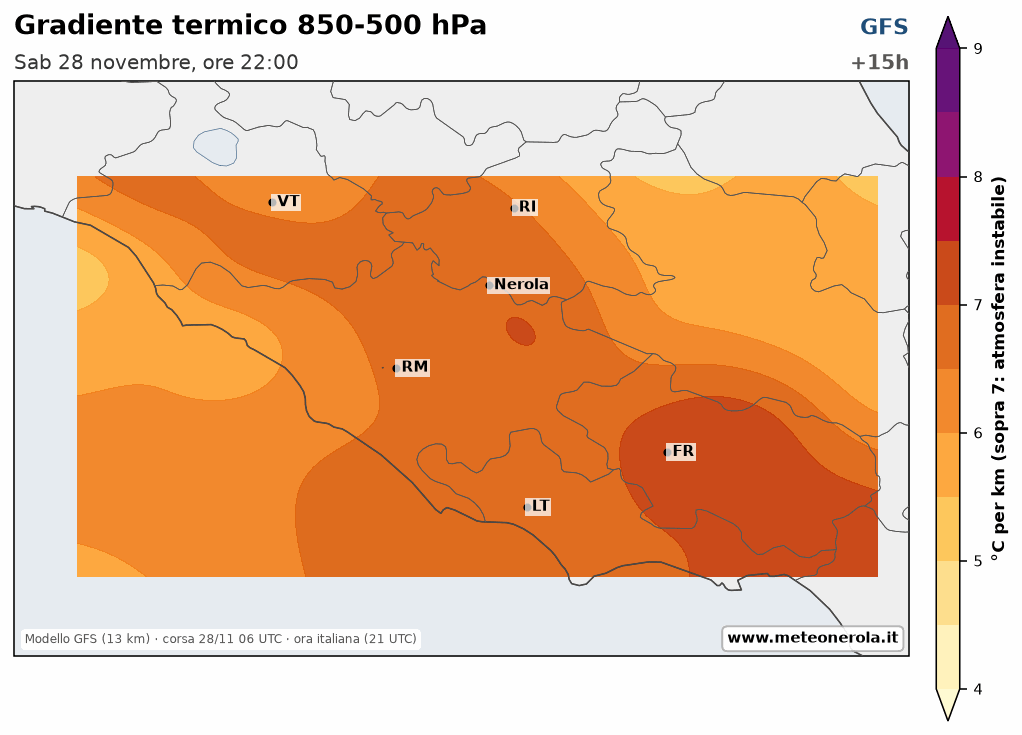 Gradiente termico 850-500 hPa
GFS
Sab 28 novembre, ore 22:00
+15h
VT
RI
Nerola
RM
FR
LT
9
8
7
6
5
4
°C per km (sopra 7: atmosfera instabile)
Modello GFS (13 km) · corsa 28/11 06 UTC · ora italiana (21 UTC)
www.meteonerola.it